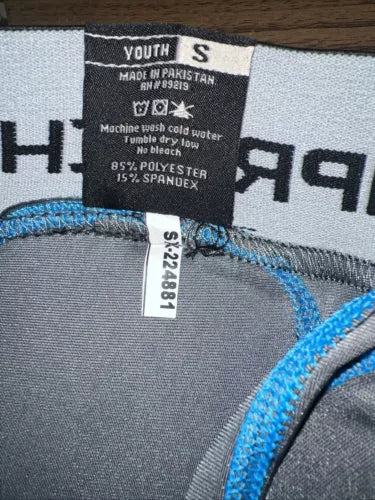 YOUTH S
MADE IN PAKISTAN
RN#89219
Machine wash cold water
Tumble dry low
No bleach
85% POLYESTER
15% SPANDEX
SX-224881